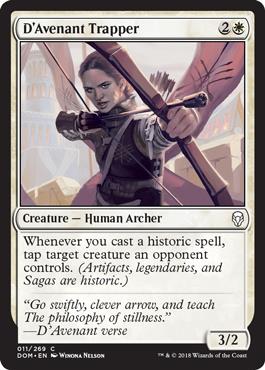 D'Avenant Trapper 2
Creature — Human Archer
Whenever you cast a historic spell,
tap target creature an opponent
controls. (Artifacts, legendaries, and
Sagas are historic.)
"Go swiftly, clever arrow, and teach
The philosophy of stillness."
—D'Avenant verse
3/2
011/269 C
DOM • EN Winona Nelson
™ & © 2018 Wizards of the Coast